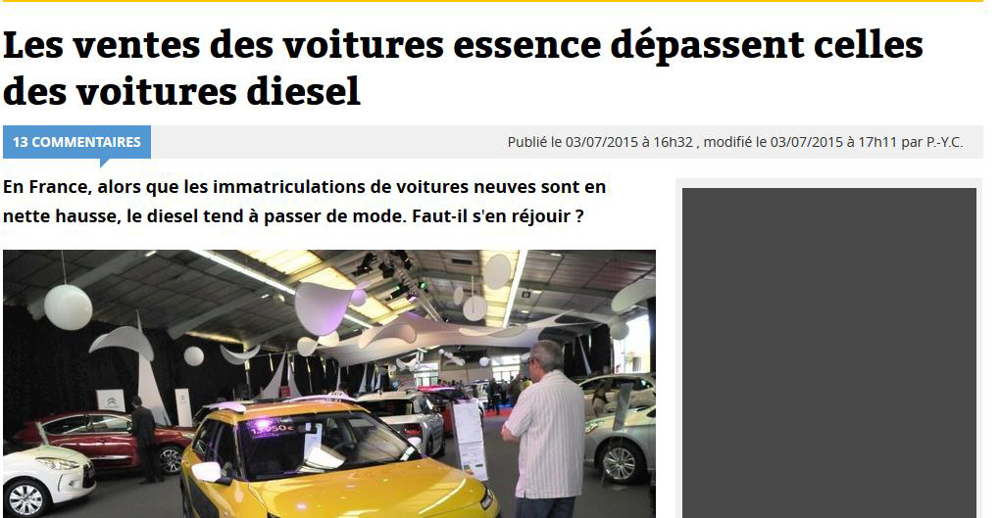 Les ventes des voitures essence dépassent celles
des voitures diesel
13 COMMENTAIRES
Publié le 03/07/2015 à 16h32 , modifié le 03/07/2015 à 17h11 par P.-Y.C.
En France, alors que les immatriculations de voitures neuves sont en
nette hausse, le diesel tend à passer de mode. Faut-il s'en réjouir ?